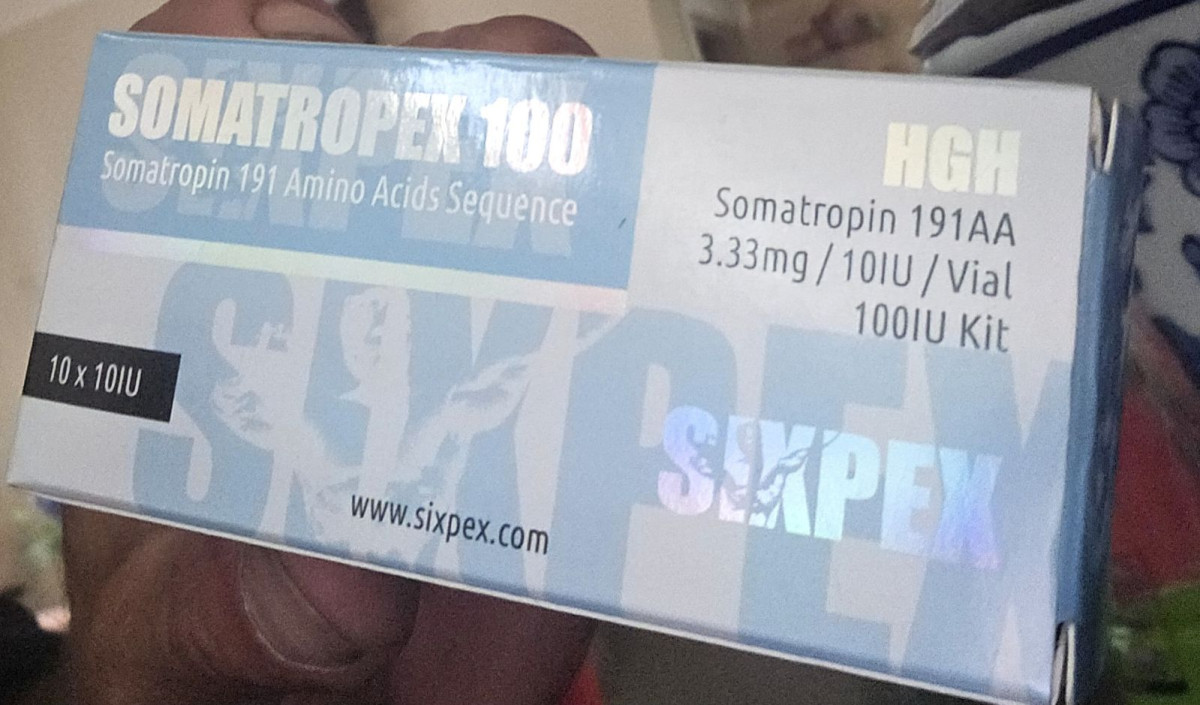 SOMATROPEX 100
Somatropin 191 Amino Acids Sequence
HGH
Somatropin 191AA
3.33mg / 10IU / Vial
100IU Kit
10 x 10IU
SIXPEX
www.sixpex.com
SIXPEX